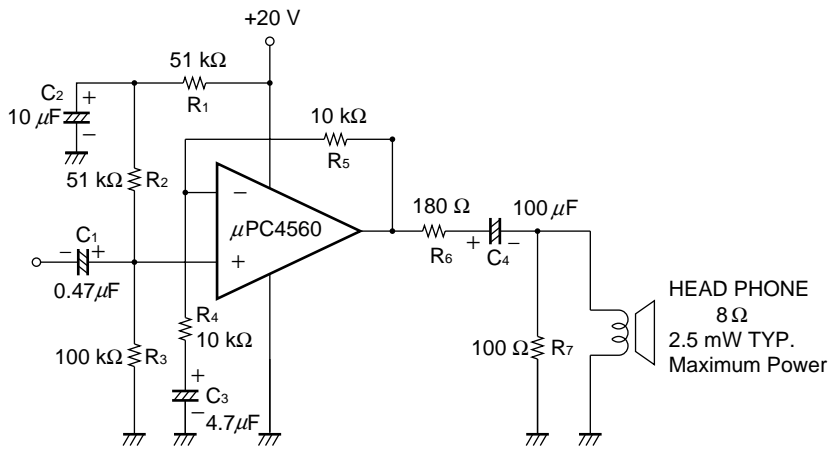 +20 V
51 kΩ
R1
C2
+
10 μF
−
10 kΩ
R5
51 kΩ R2
−
μPC4560
+
180 Ω
R6
100 μF
+ −
C4
C1
− +
0.47μF
R4
10 kΩ
100 kΩ R3
+
C3
−
4.7μF
100 Ω R7
HEAD PHONE
8 Ω
2.5 mW TYP.
Maximum Power